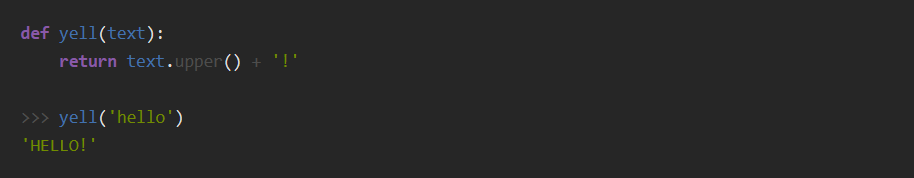 def yell(text):
    return text.upper() + '!'

>>> yell('hello')
'HELLO!'